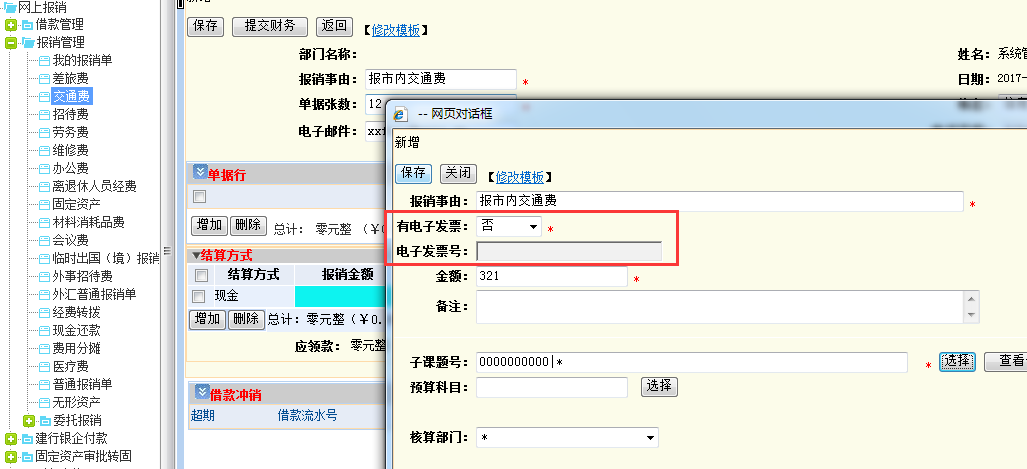 网上报销
借款管理
报销管理
我的报销单
差旅费
交通费
招待费
劳务费
维修费
办公费
离退休人员经费
固定资产
材料消耗品费
会议费
临时出国（境）报销
外事招待费
外汇普通报销单
经费转拨
现金还款
费用分摊
医疗费
普通报销单
无形资产
委托报销
建行银企付款
固定资产审批转固
保存 提交财务 返回 【修改模板】
部门名称：
姓名： 系统管
报销事由： 报市内交通费 *
日期： 2017-
单据张数： 12
电子邮件：
单据行
增加 删除 总计： 零元整 （￥0
结算方式
结算方式 报销金额
现金
增加 删除 总计：零元整（￥0.
应领款： 零元整
借款冲销
超期 借款流水号
-- 网页对话框
新增
保存 关闭 【修改模板】
报销事由： 报市内交通费 *
有电子发票： 否 *
电子发票号：
金额： 321 *
备注：
子课题号： 0000000000|* * 选择 查看
预算科目： 选择
核算部门： *